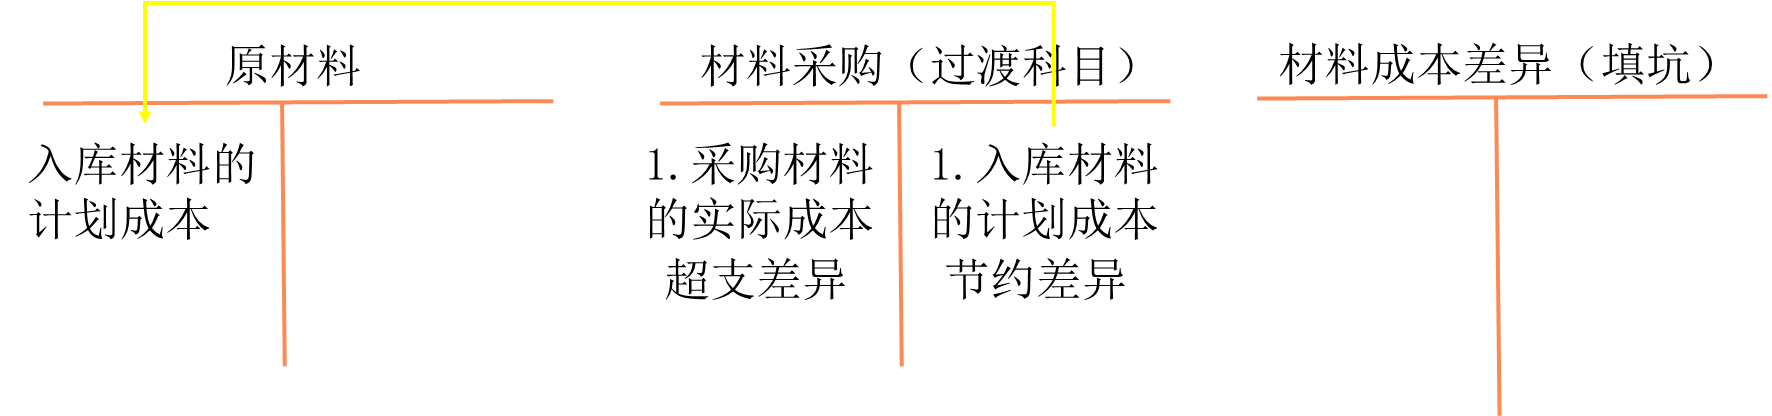 原材料
材料采购（过渡科目）
材料成本差异（填坑）
入库材料的
计划成本
1.采购材料
的实际成本
超支差异
1.入库材料
的计划成本
节约差异